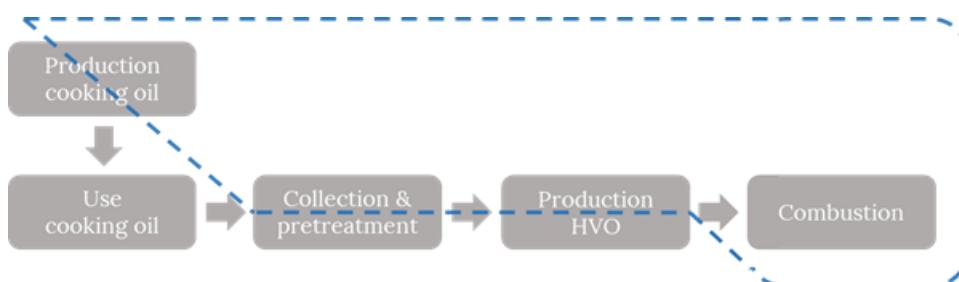 Production
cooking oil
Use
cooking oil
Collection &
pretreatment
Production
HVO
Combustion